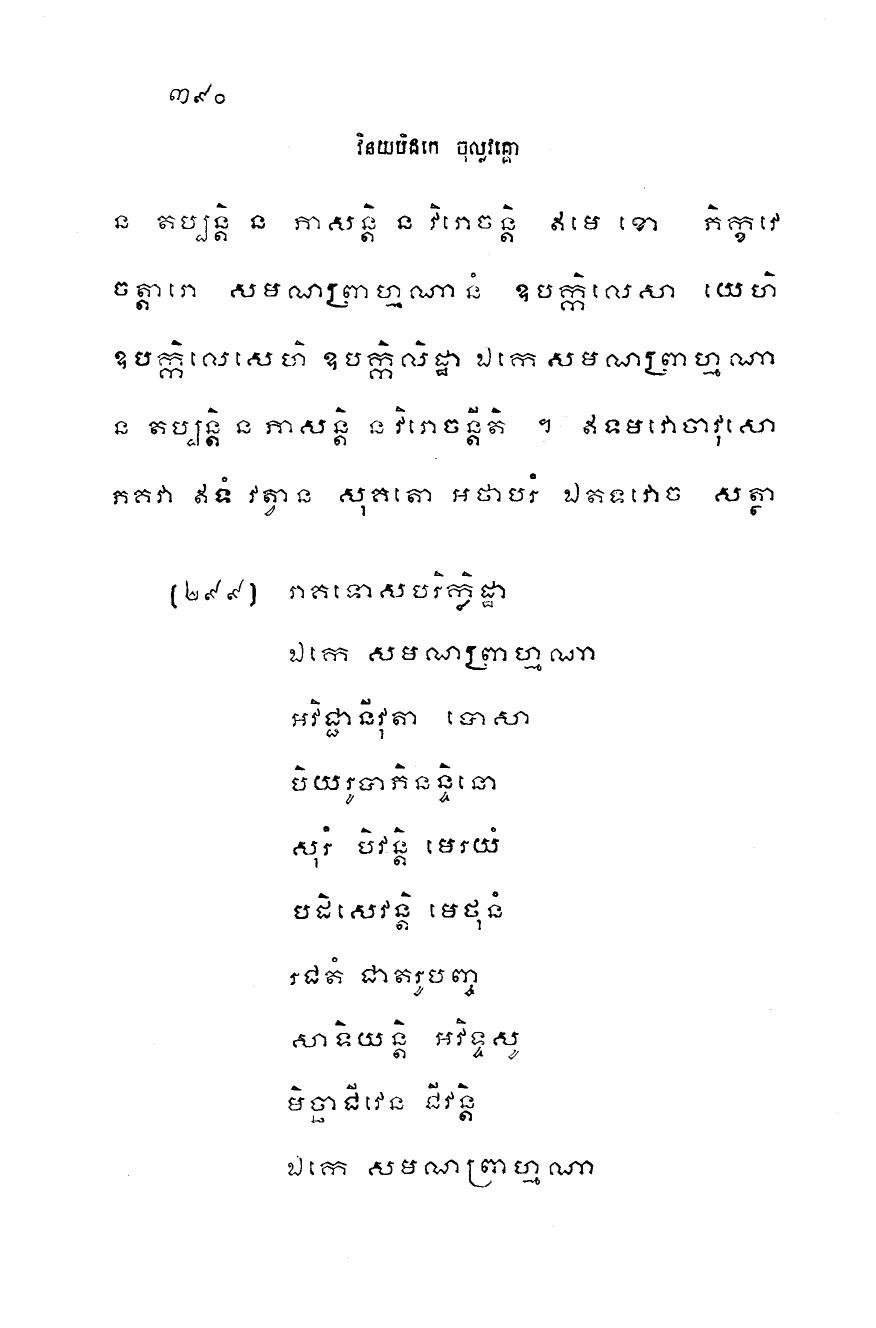 ៣៩០
វិនយបិដកេ ចុល្លវគ្គោ
ន តប្បន្តិ ន ភាសន្តិ ន វិរោចន្តិ ឥមេ ខោ ភិក្ខវេ
ចត្តារោ សមណព្រាហ្មណានំ ឧបក្កិលេសា យេហិ
ឧបក្កិលេសេហិ ឧបក្កិលិដ្ឋា ឯកេ សមណព្រាហ្មណា
ន តប្បន្តិ ន ភាសន្តិ ន វិរោចន្តីតិ ។ ឥទមវោចាវុសោ
ភគវា ឥទំ វត្វាន សុគតោ អថាបរំ ឯតទវោច សត្ថា
(២៩៩) រាគទោសបរិក្លិដ្ឋា
ឯកេ សមណព្រាហ្មណា
អវិជ្ជានីវុតា បោសា
បិយរូបាភិនន្ទិនោ
សុរំ បិវន្តិ មេរយំ
បដិសេវន្តិ មេថុនំ
រជតំ ជាតរូបញ្ច
សាទិយន្តិ អវិទ្ទសូ
មិច្ឆាជីវេន ជីវន្តិ
ឯកេ សមណព្រាហ្មណា